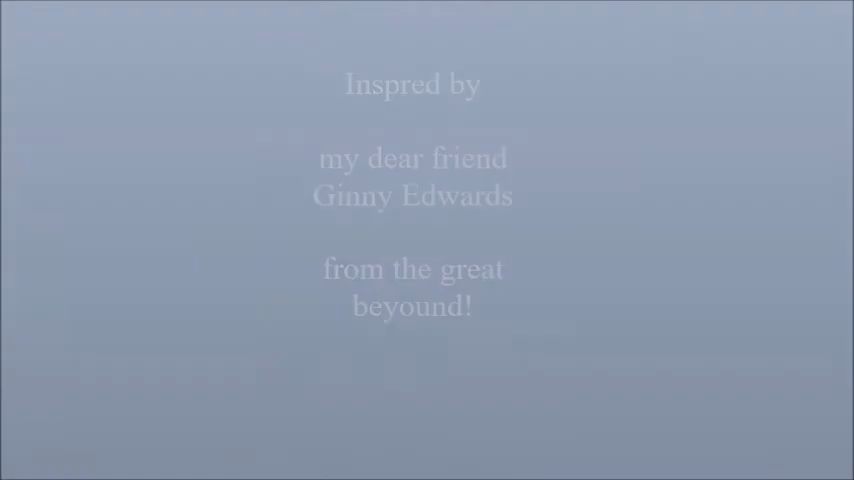 Inspred by
my dear friend
Ginny Edwards
from the great
beyound!